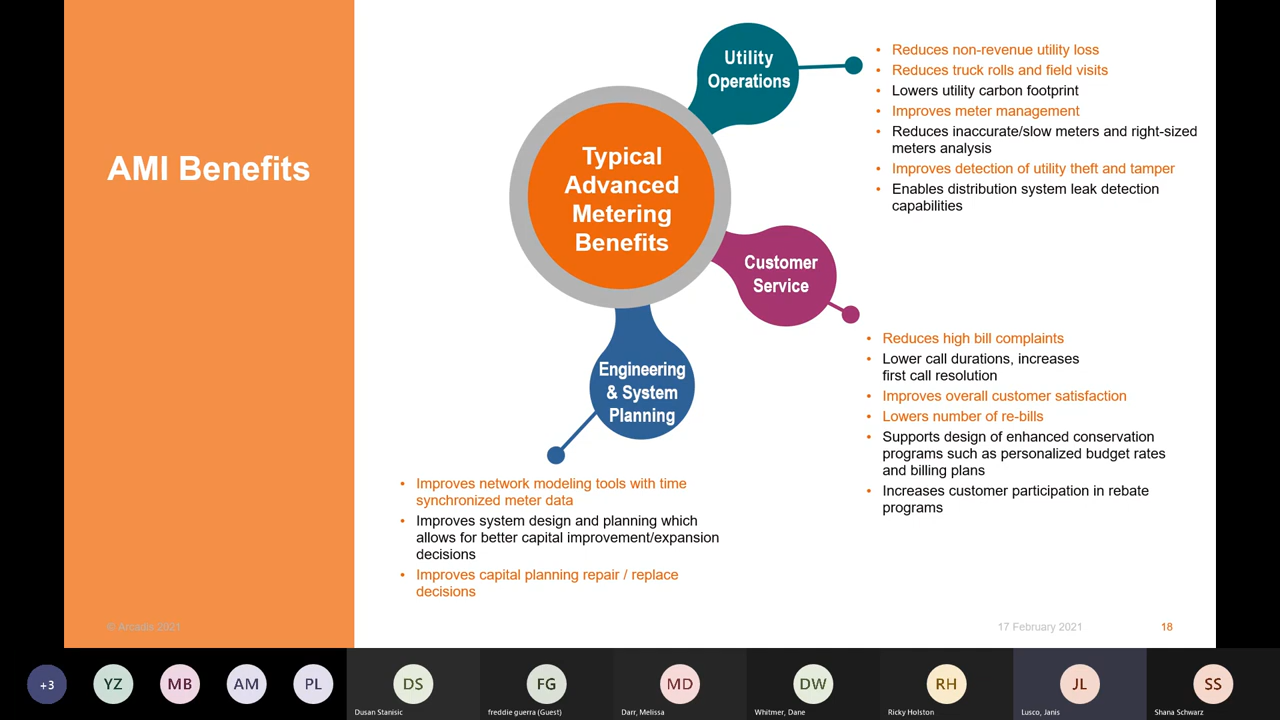 AMI Benefits
Typical
Advanced
Metering
Benefits
Utility
Operations
• Reduces non-revenue utility loss
• Reduces truck rolls and field visits
• Lowers utility carbon footprint
• Improves meter management
• Reduces inaccurate/slow meters and right-sized
meters analysis
• Improves detection of utility theft and tamper
• Enables distribution system leak detection
capabilities
Customer
Service
• Reduces high bill complaints
• Lower call durations, increases
first call resolution
• Improves overall customer satisfaction
• Lowers number of re-bills
• Supports design of enhanced conservation
programs such as personalized budget rates
and billing plans
• Increases customer participation in rebate
programs
Engineering
& System
Planning
• Improves network modeling tools with time
synchronized meter data
• Improves system design and planning which
allows for better capital improvement/expansion
decisions
• Improves capital planning repair / replace
decisions
© Arcadis 2021
17 February 2021
18
+3
YZ
MB
AM
PL
DS
Dusan Stanisic
FG
freddie guerra (Guest)
MD
Darr, Melissa
DW
Whitmer, Dane
RH
Ricky Holston
JL
Lusco, Janis
SS
Shana Schwarz